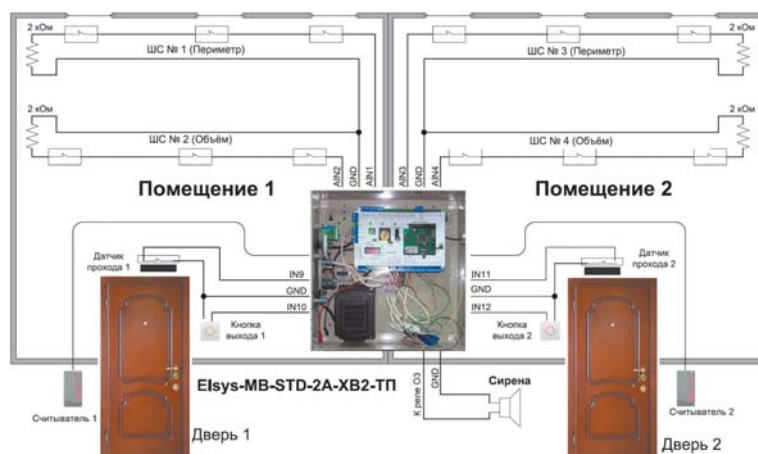 2 кОм
ШС № 1 (Периметр)
2 кОм
ШС № 2 (Объём)
AIN2
GND
AIN1
Помещение 1
2 кОм
ШС № 3 (Периметр)
2 кОм
ШС № 4 (Объём)
AIN3
GND
AIN4
Помещение 2
Датчик
прохода 1
IN9
GND
IN10
Кнопка
выхода 1
Датчик
прохода 2
IN11
GND
IN12
Кнопка
выхода 2
Считыватель 1
Elsys-MB-STD-2A-XB2-ТП
Дверь 1
К реле О3
GND
Сирена
Считыватель 2
Дверь 2